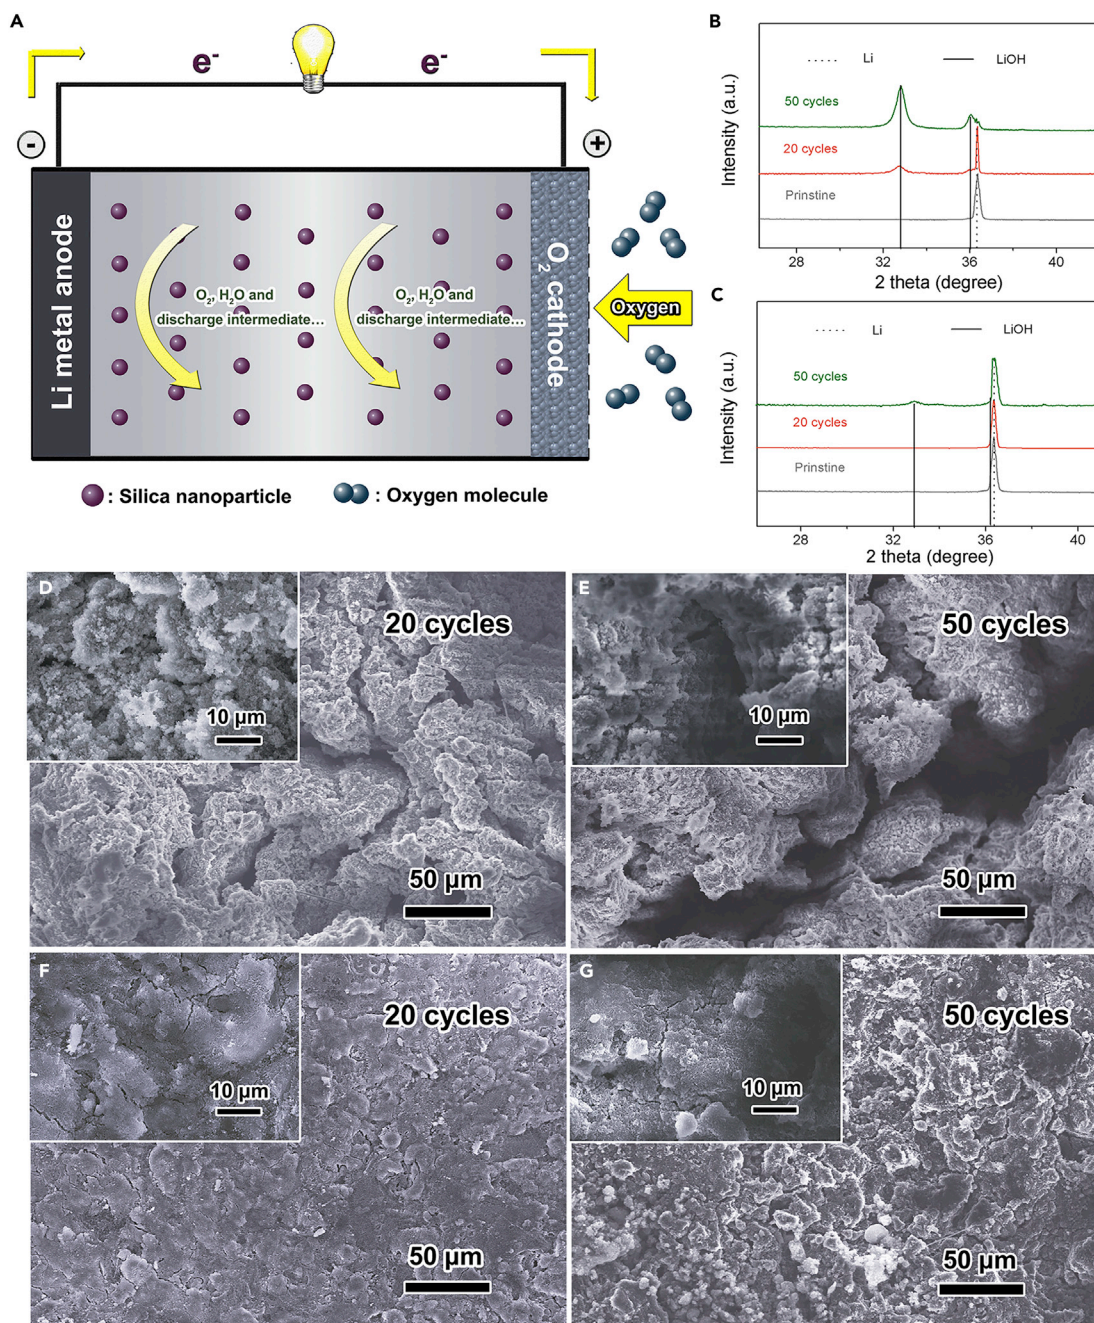 A
e-
e-
-
+
Li metal anode
O2, H2O and
discharge intermediate...
O2, H2O and
discharge intermediate...
O2 cathode
Oxygen
: Silica nanoparticle
: Oxygen molecule
B
Intensity (a.u.)
Li
LiOH
50 cycles
20 cycles
Prinstine
28
32
36
40
2 theta (degree)
C
Intensity (a.u.)
Li
LiOH
50 cycles
20 cycles
Prinstine
28
32
36
40
2 theta (degree)
D
20 cycles
10 µm
50 µm
E
50 cycles
10 µm
50 µm
F
20 cycles
10 µm
50 µm
G
50 cycles
10 µm
50 µm